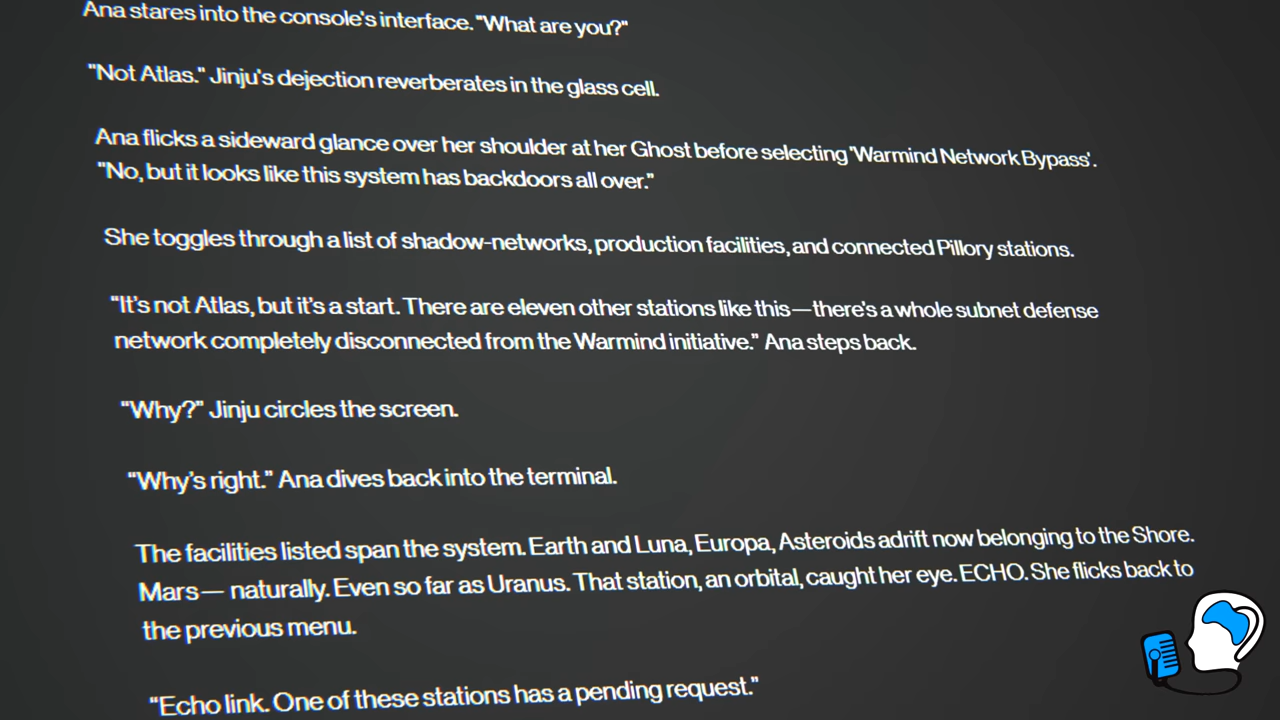 Ana stares into the console's interface. "What are you?"
"Not Atlas." Jinju's dejection reverberates in the glass cell.
Ana flicks a sideward glance over her shoulder at her Ghost before selecting 'Warmind Network Bypass'.
"No, but it looks like this system has backdoors all over."
She toggles through a list of shadow-networks, production facilities, and connected Pillory stations.
“It’s not Atlas, but it’s a start. There are eleven other stations like this—there’s a whole subnet defense
network completely disconnected from the Warmind initiative.” Ana steps back.
“Why?” Jinju circles the screen.
“Why’s right.” Ana dives back into the terminal.
The facilities listed span the system. Earth and Luna, Europa, Asteroids adrift now belonging to the Shore.
Mars— naturally. Even so far as Uranus. That station, an orbital, caught her eye. ECHO. She flicks back to
the previous menu.
“Echo link. One of these stations has a pending request.”